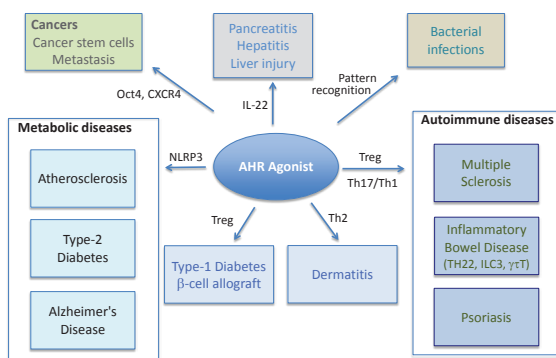 Cancers
Cancer stem cells
Metastasis
Pancreatitis
Hepatitis
Liver injury
Bacterial
infections
Oct4, CXCR4
IL-22
Pattern
recognition
Metabolic diseases
Atherosclerosis
Type-2
Diabetes
Alzheimer's
Disease
NLRP3
AHR Agonist
Treg
Th17/Th1
Autoimmune diseases
Multiple
Sclerosis
Inflammatory
Bowel Disease
(TH22, ILC3, γτT)
Psoriasis
Treg
Th2
Type-1 Diabetes
β-cell allograft
Dermatitis